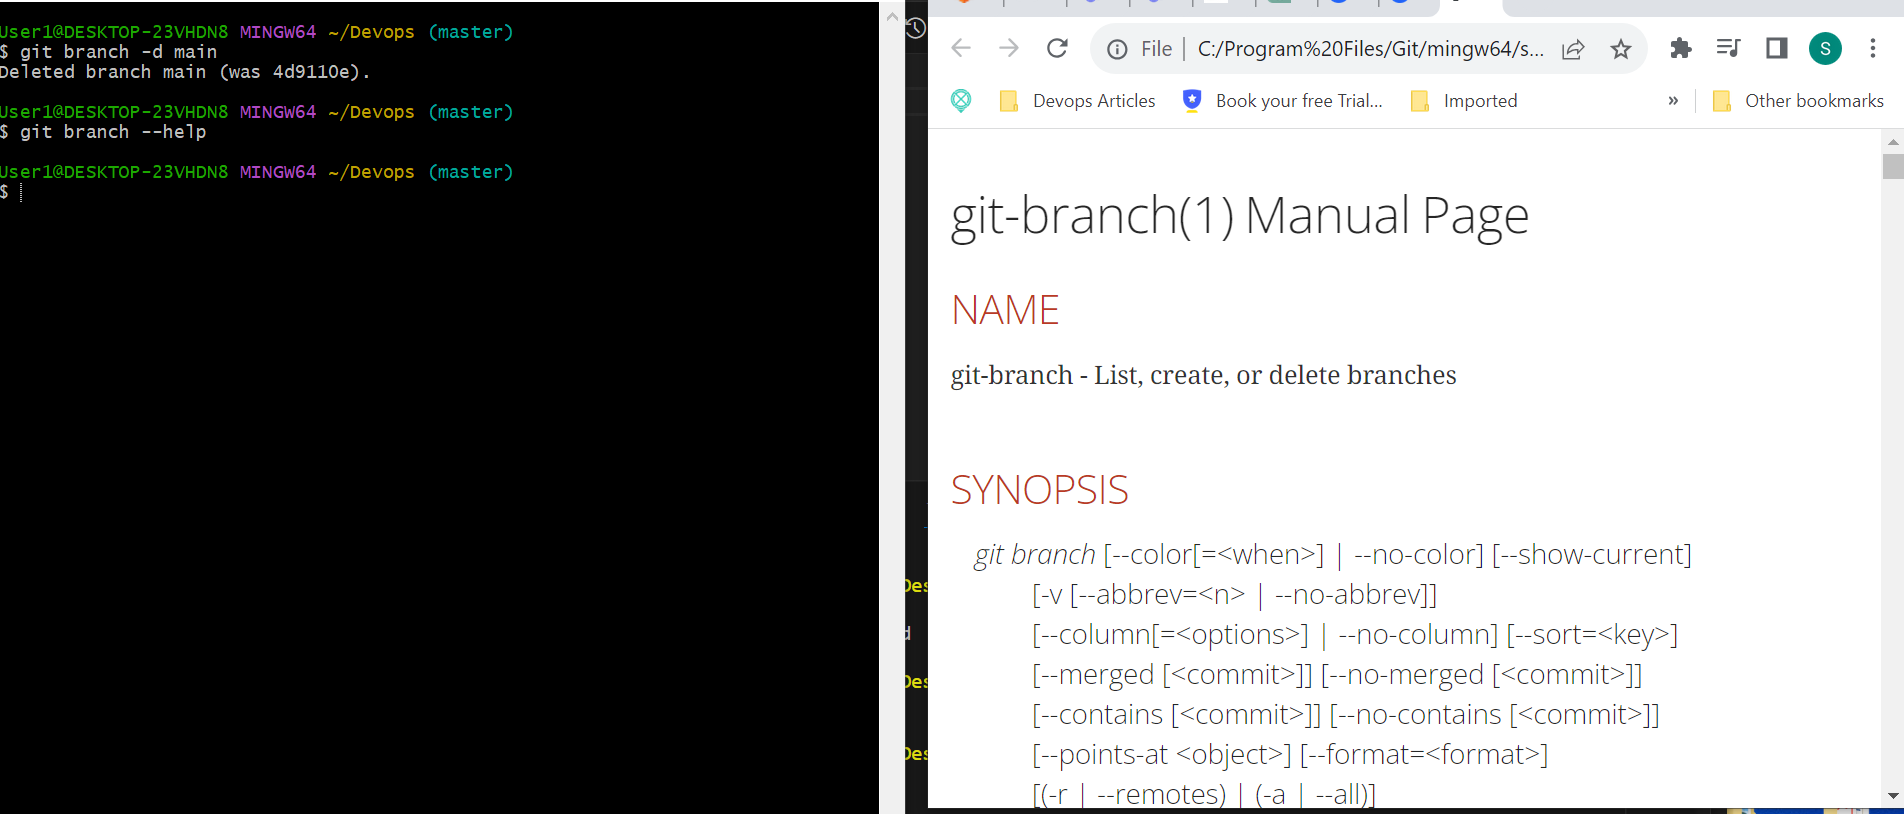 User1@DESKTOP-23VHDN8 MINGW64 ~/Devops (master)
$ git branch -d main
Deleted branch main (was 4d9110e).
User1@DESKTOP-23VHDN8 MINGW64 ~/Devops (master)
$ git branch --help
User1@DESKTOP-23VHDN8 MINGW64 ~/Devops (master)
$
File | C:/Program%20Files/Git/mingw64/s...
S
Devops Articles
Book your free Trial...
Imported
»
Other bookmarks
git-branch(1) Manual Page
NAME
git-branch - List, create, or delete branches
SYNOPSIS
git branch [--color[=<when>] | --no-color] [--show-current]
[-v [--abbrev=<n> | --no-abbrev]]
[--column[=<options>] | --no-column] [--sort=<key>]
[--merged [<commit>]] [--no-merged [<commit>]]
[--contains [<commit>]] [--no-contains [<commit>]]
[--points-at <object>] [--format=<format>]
[(-r | --remotes) | (-a | --all)]